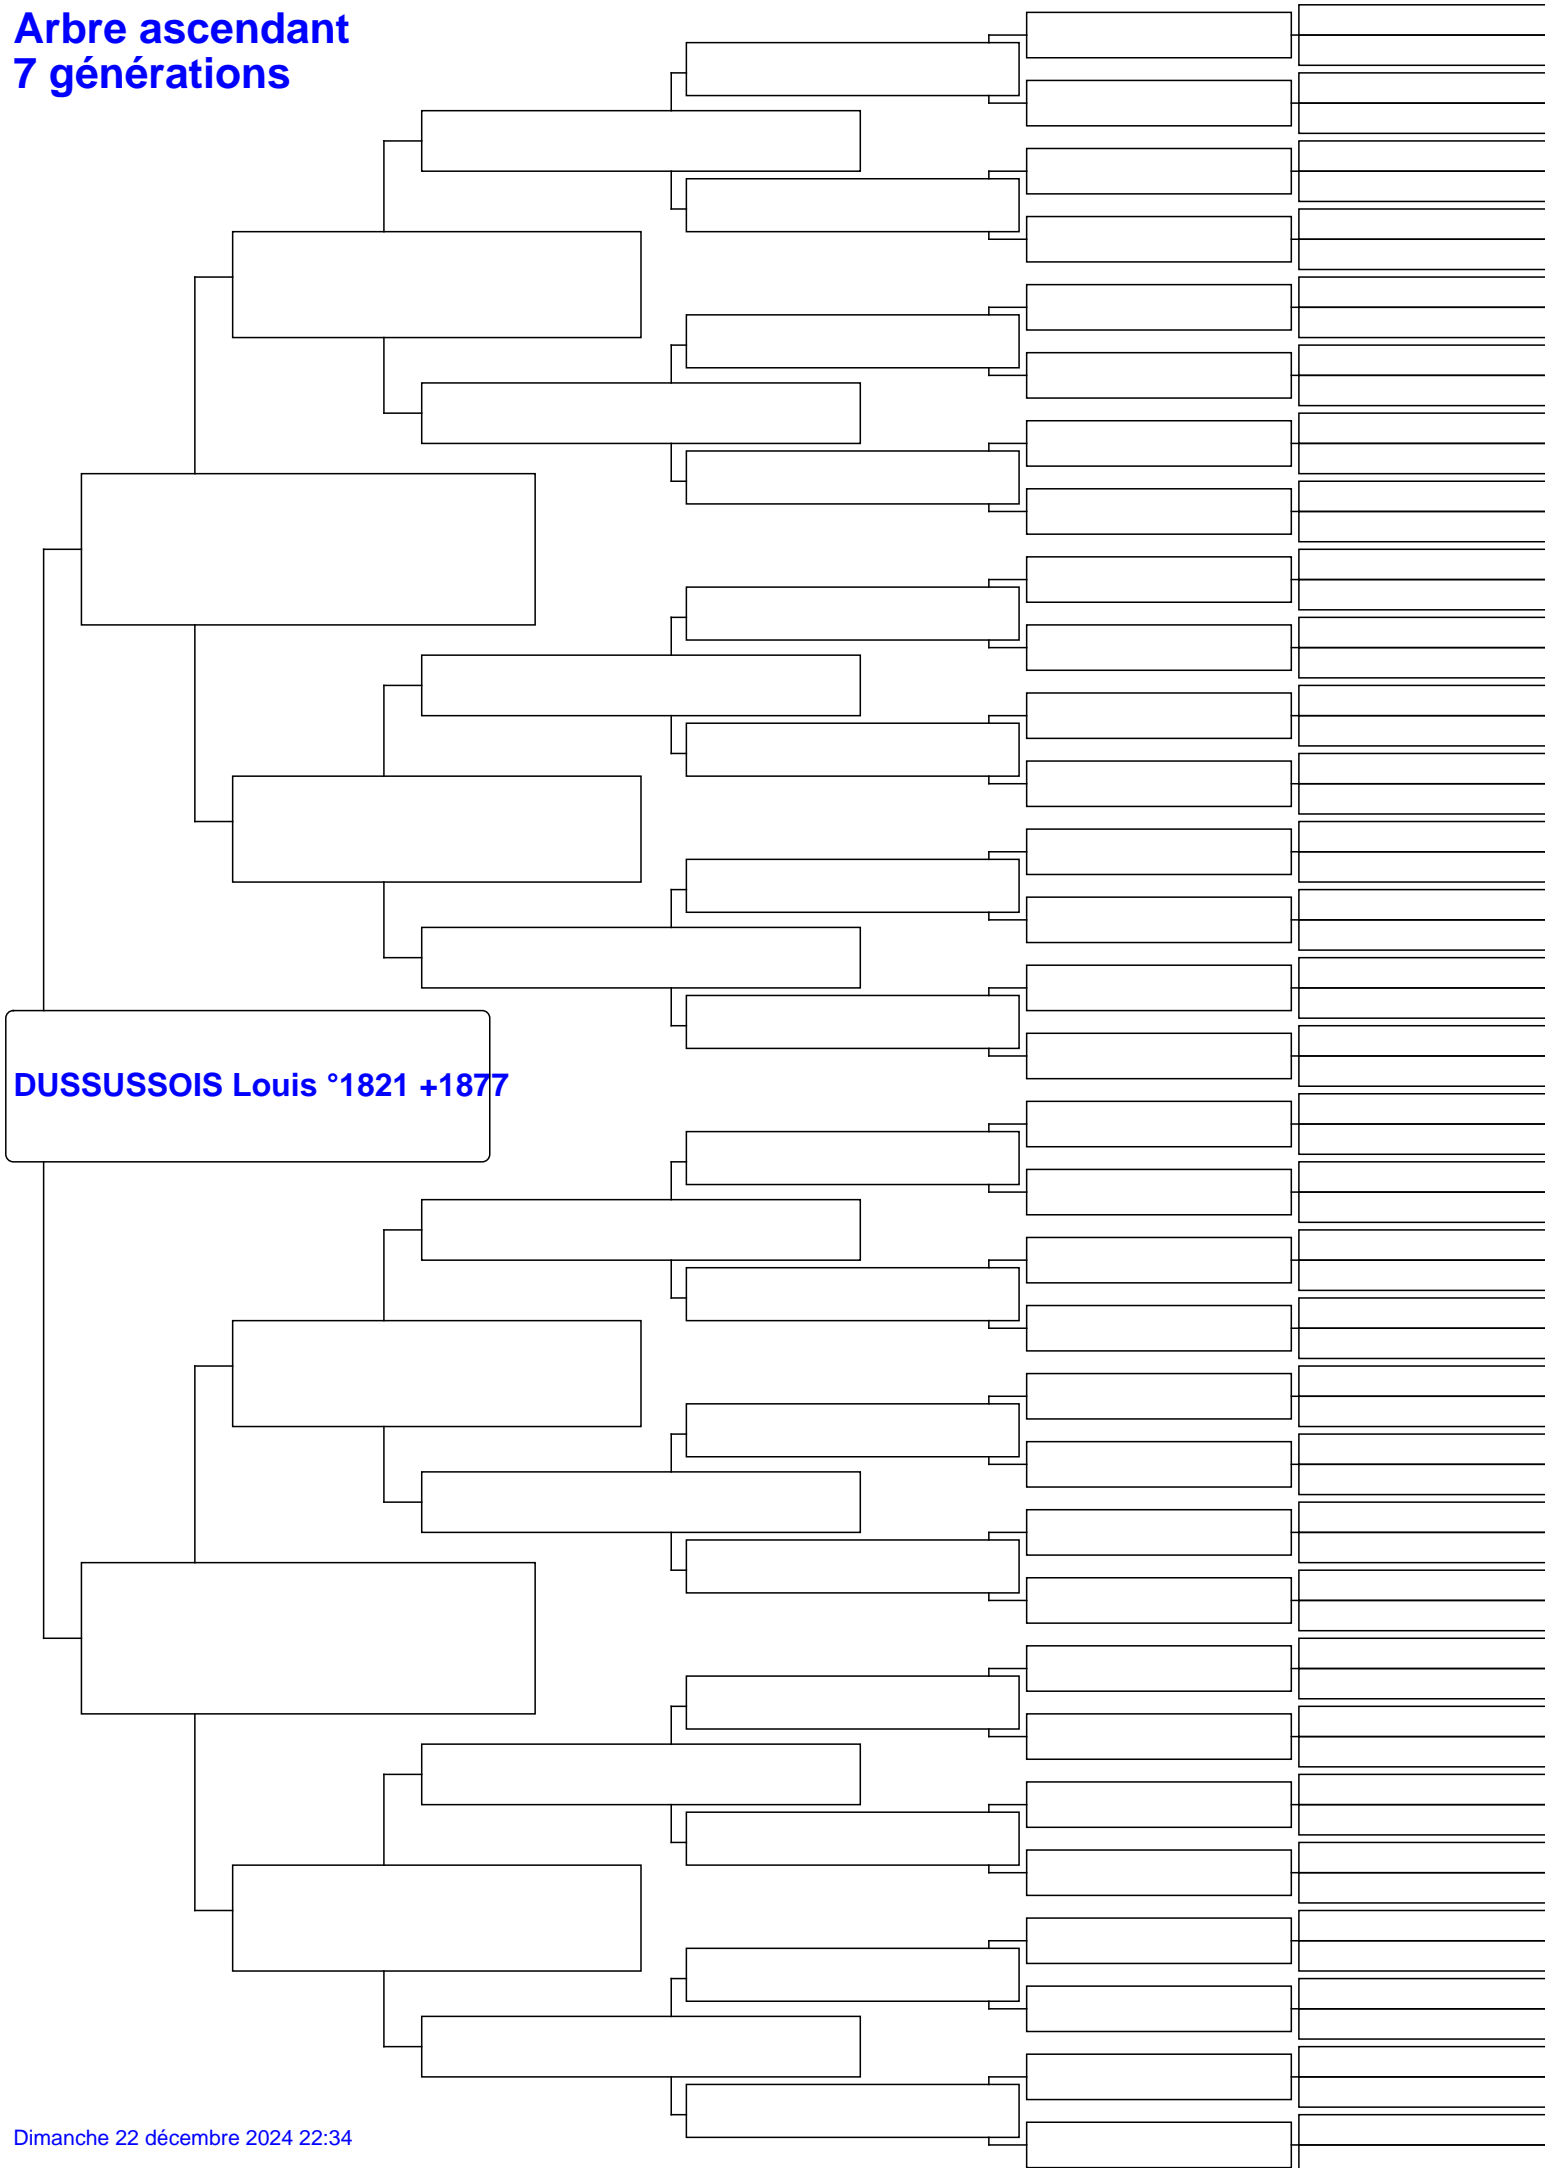 Arbre ascendant
7 générations
DUSSUSSOIS Louis °1821 +1877
Dimanche 22 décembre 2024 22:34